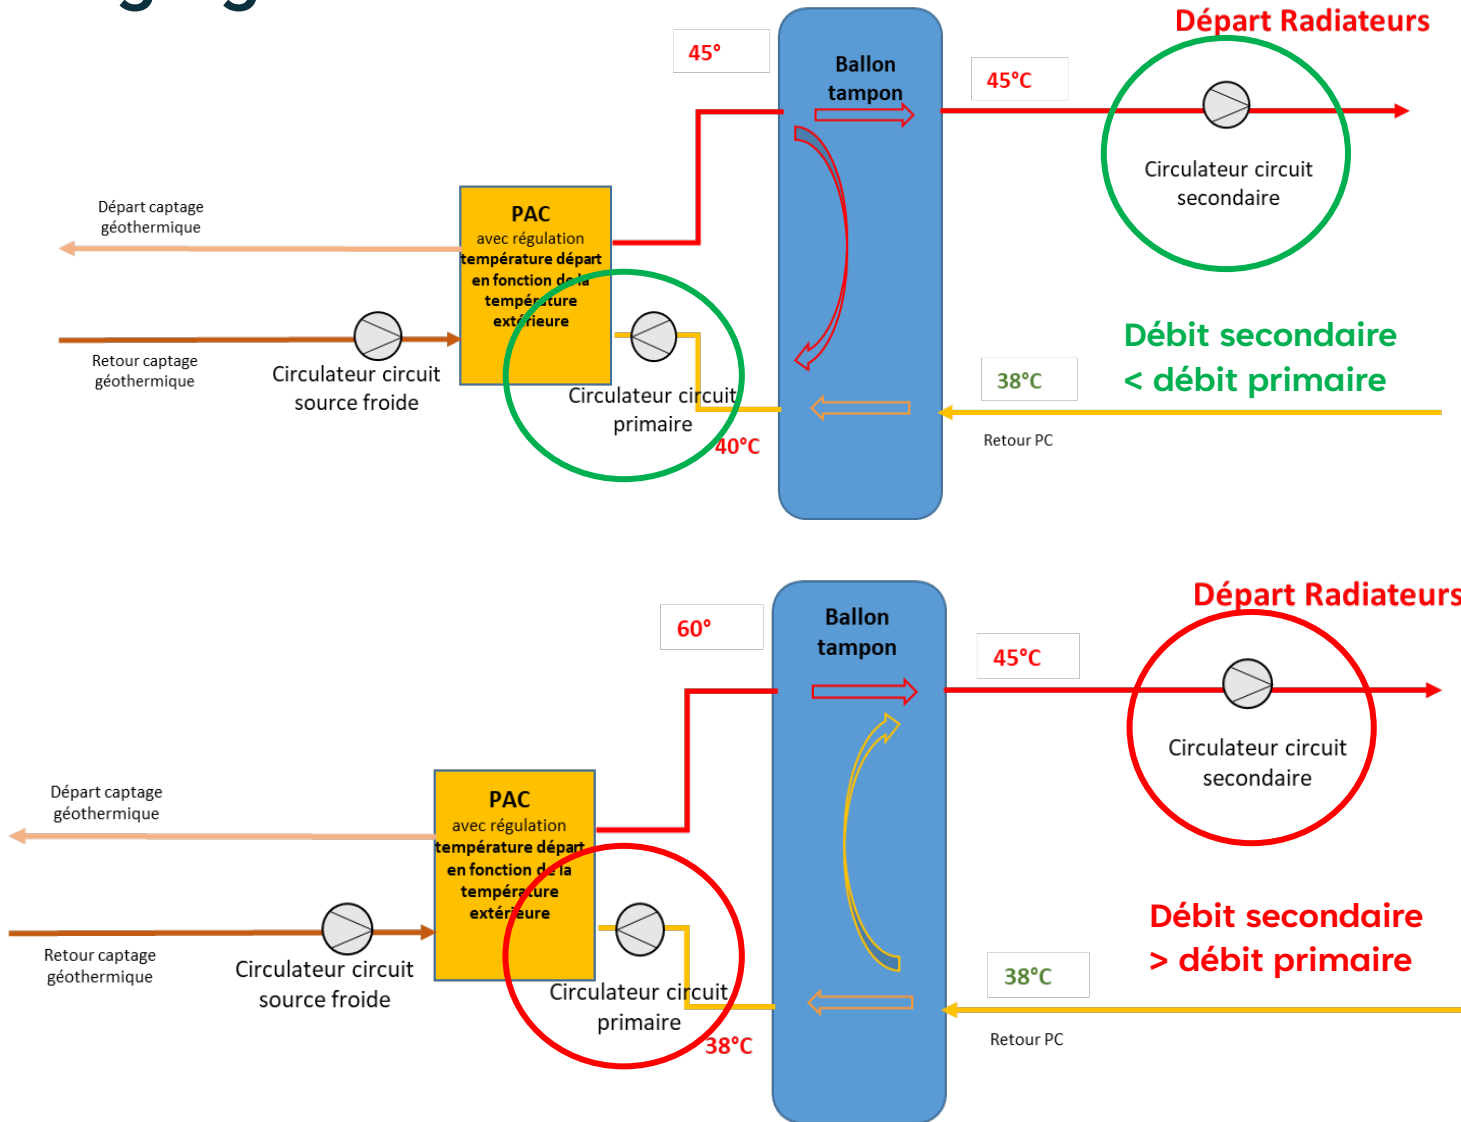 Départ Radiateurs
45°
Ballon
tampon
45°C
Circulateur circuit
secondaire
Départ captage
géothermique
PAC
avec régulation
température départ
en fonction de la
température
extérieure
Retour captage
géothermique
Circulateur circuit
source froide
Circulateur circuit
primaire
40°C
Débit secondaire
< débit primaire
38°C
Retour PC
Départ Radiateurs
60°
Ballon
tampon
45°C
Circulateur circuit
secondaire
Départ captage
géothermique
PAC
avec régulation
température départ
en fonction de la
température
extérieure
Retour captage
géothermique
Circulateur circuit
source froide
Circulateur circuit
primaire
38°C
Débit secondaire
> débit primaire
38°C
Retour PC